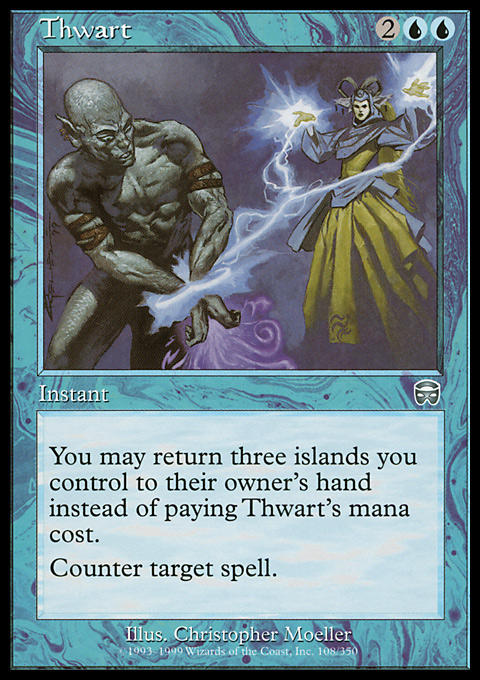 Thwart 2
Instant
You may return three islands you
control to their owner's hand
instead of paying Thwart's mana
cost.
Counter target spell.
Illus. Christopher Moeller
©1993-1999 Wizards of the Coast, Inc. 108/350